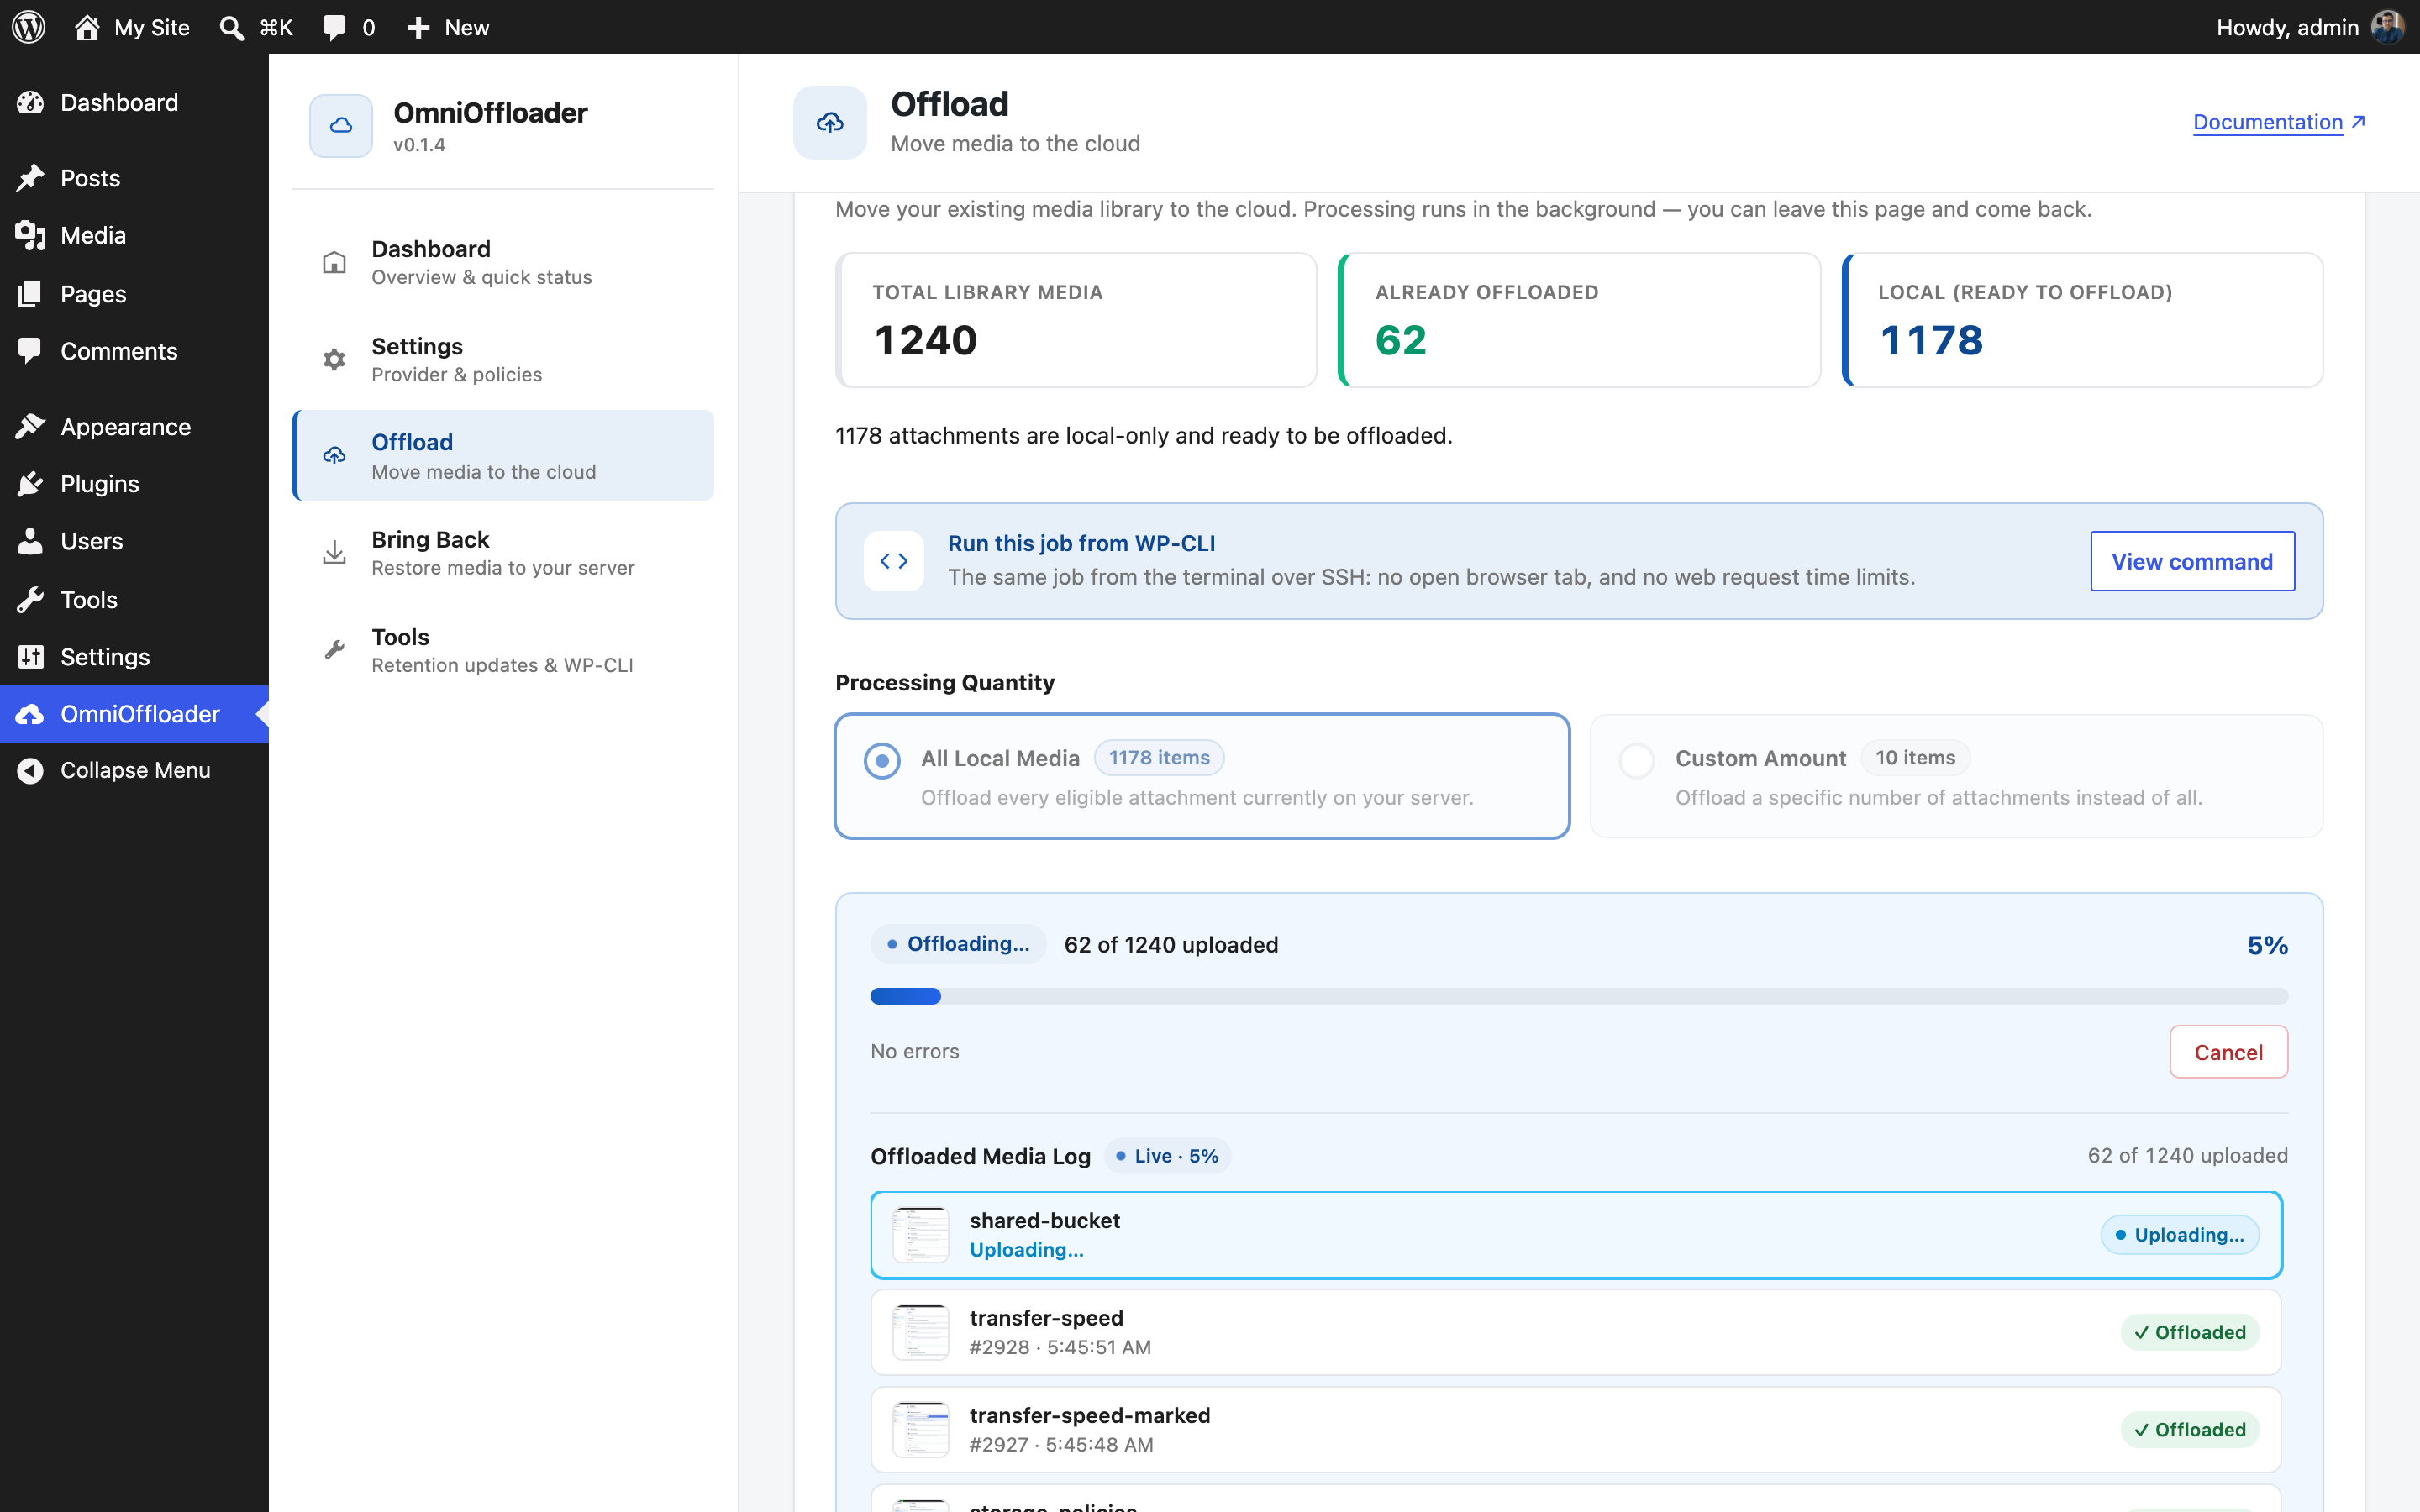 My Site
⌘K
0
New
Howdy, admin
Dashboard
Posts
Media
Pages
Comments
Appearance
Plugins
Users
Tools
Settings
OmniOffloader
Collapse Menu
OmniOffloader
v0.1.4
Dashboard
Overview & quick status
Settings
Provider & policies
Offload
Move media to the cloud
Bring Back
Restore media to your server
Tools
Retention updates & WP-CLI
Offload
Move media to the cloud
Documentation ↗
Move your existing media library to the cloud. Processing runs in the background — you can leave this page and come back.
TOTAL LIBRARY MEDIA
1240
ALREADY OFFLOADED
62
LOCAL (READY TO OFFLOAD)
1178
1178 attachments are local-only and ready to be offloaded.
Run this job from WP-CLI
The same job from the terminal over SSH: no open browser tab, and no web request time limits.
View command
Processing Quantity
All Local Media 1178 items
Offload every eligible attachment currently on your server.
Custom Amount 10 items
Offload a specific number of attachments instead of all.
Offloading... 62 of 1240 uploaded
5%
No errors
Cancel
Offloaded Media Log Live · 5%
62 of 1240 uploaded
shared-bucket
Uploading...
Uploading...
transfer-speed
#2928 · 5:45:51 AM
✓ Offloaded
transfer-speed-marked
#2927 · 5:45:48 AM
✓ Offloaded
storage-policies